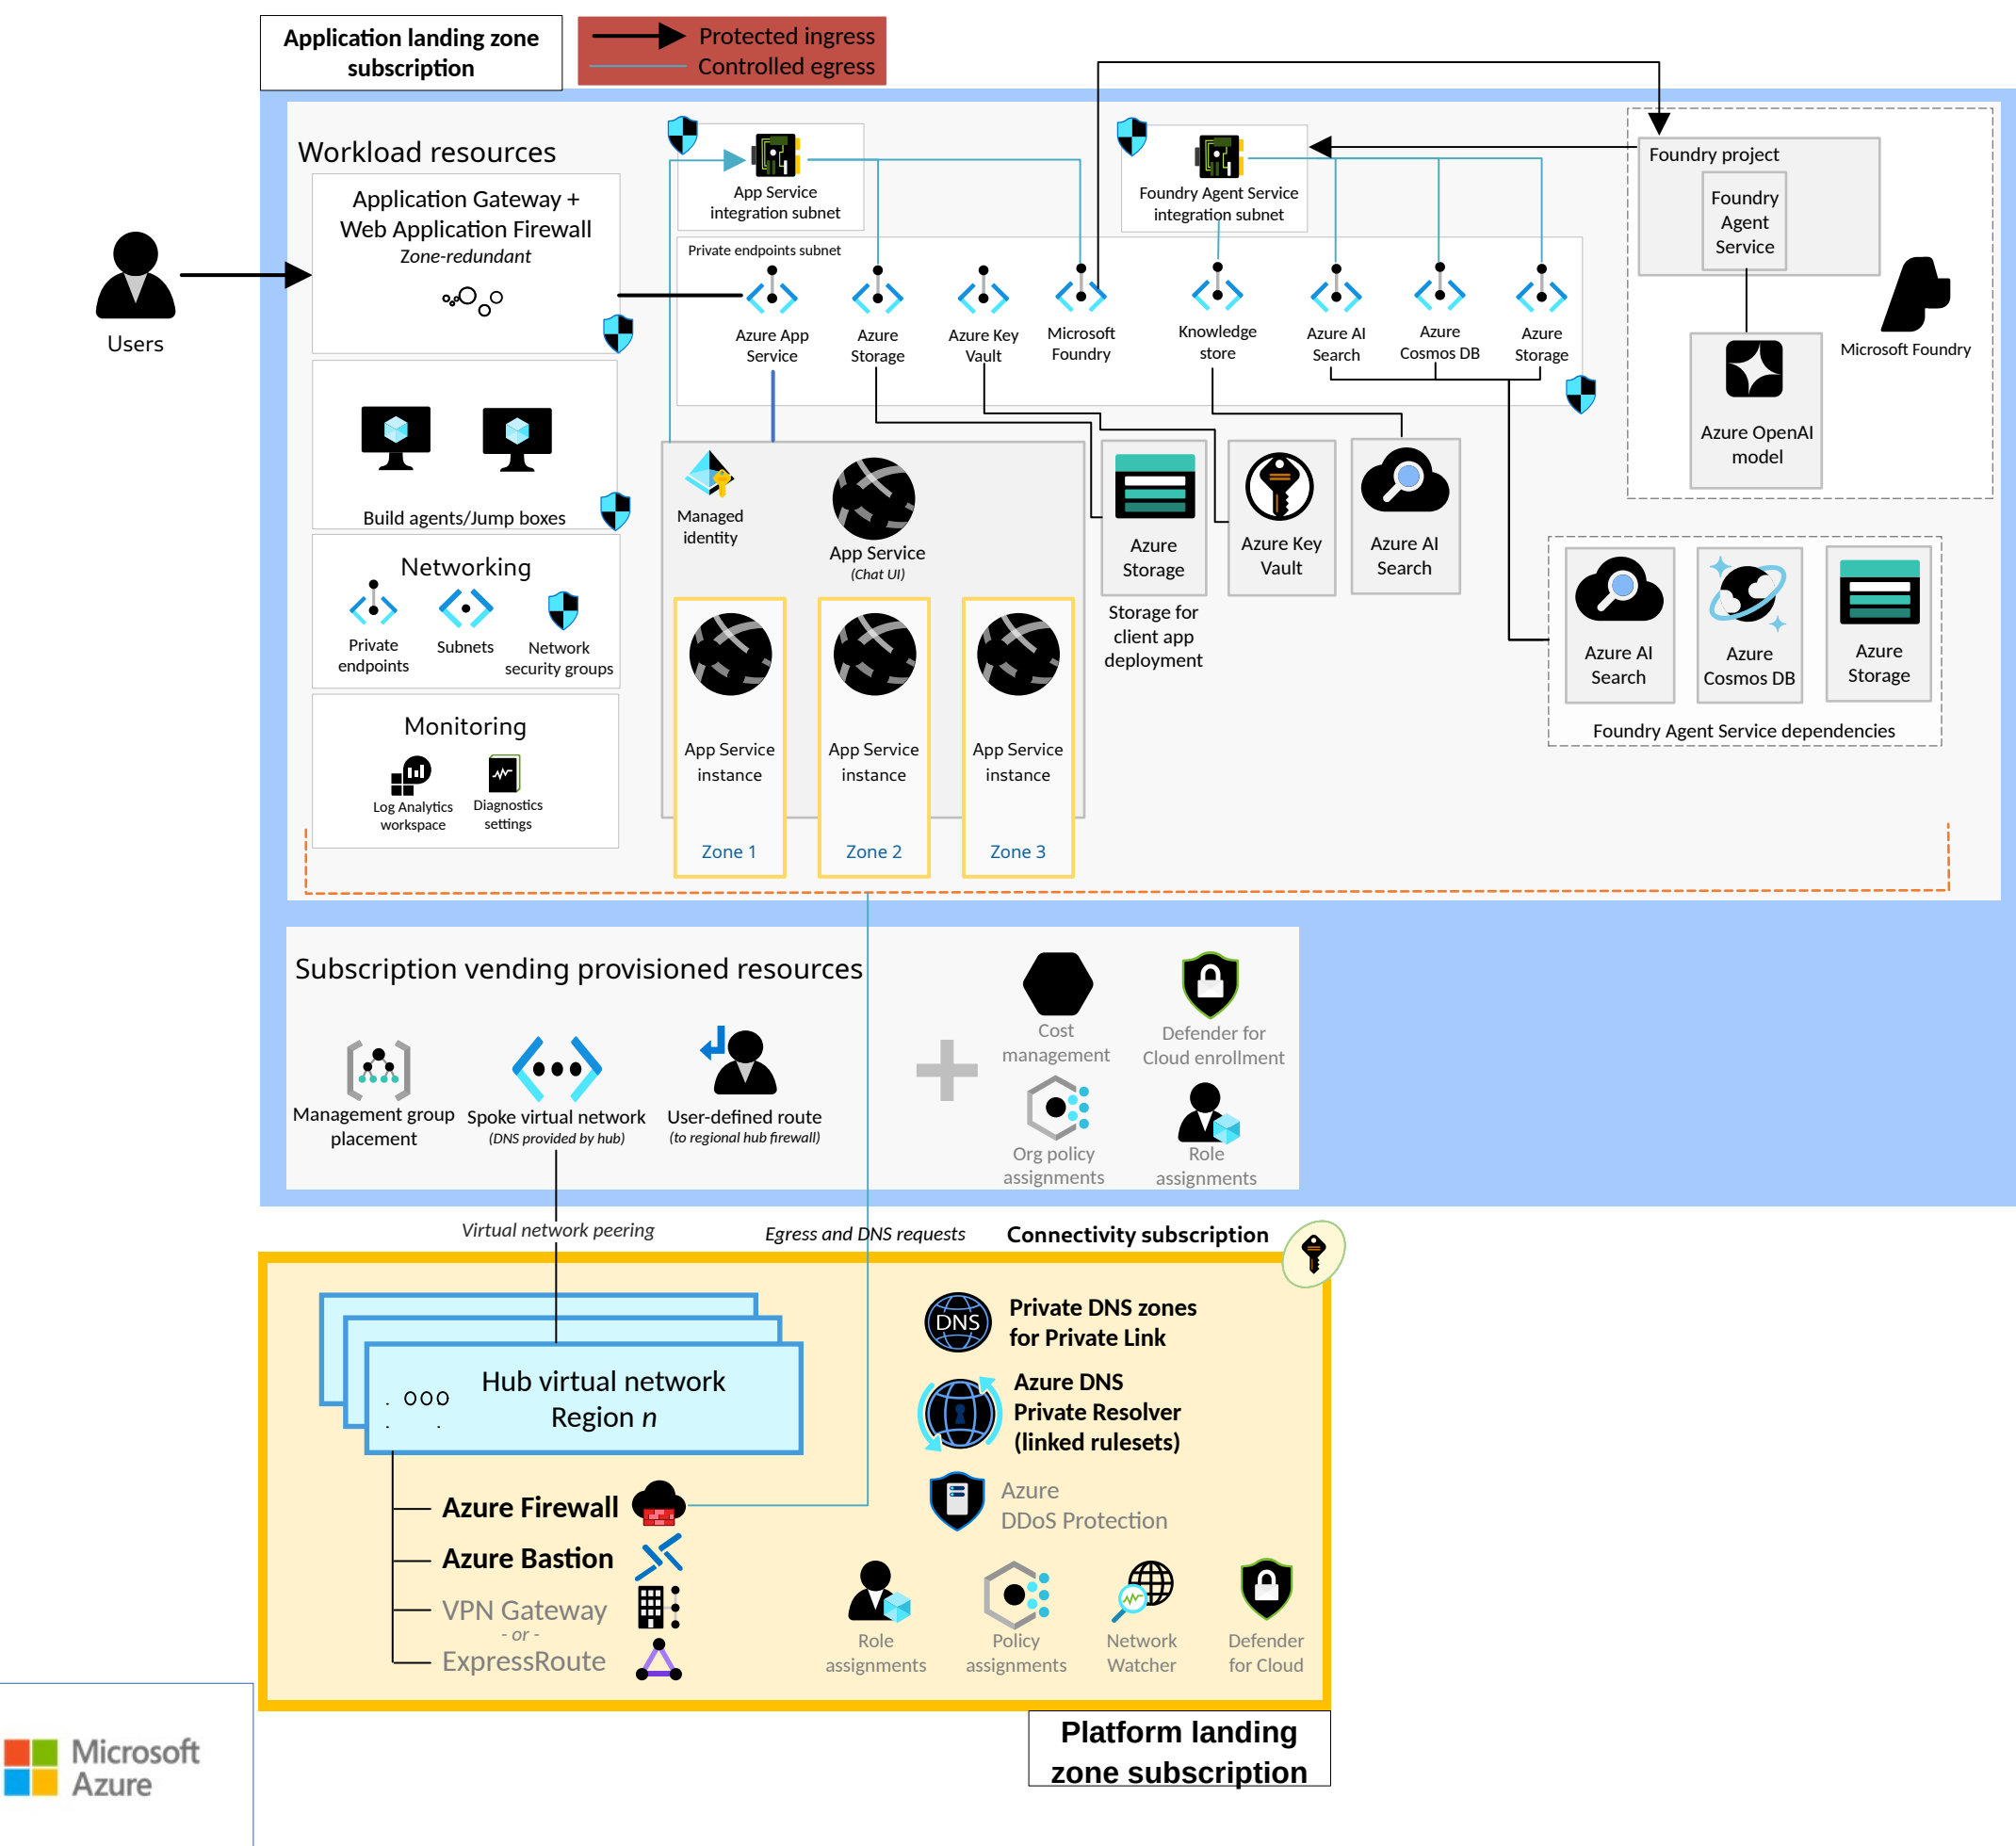 Application landing zone
subscription
Protected ingress
Controlled egress
Workload resources
Application Gateway +
Web Application Firewall
Zone-redundant
Users
Build agents/Jump boxes
Networking
Private
endpoints
Subnets
Network
security groups
Monitoring
Log Analytics
workspace
Diagnostics
settings
App Service
integration subnet
Foundry Agent Service
integration subnet
Private endpoints subnet
Azure App
Service
Azure
Storage
Azure Key
Vault
Microsoft
Foundry
Knowledge
store
Azure AI
Search
Azure
Cosmos DB
Azure
Storage
Foundry project
Foundry
Agent
Service
Microsoft Foundry
Azure OpenAI
model
Managed
identity
App Service
(Chat UI)
App Service
instance
Zone 1
App Service
instance
Zone 2
App Service
instance
Zone 3
Azure
Storage
Storage for
client app
deployment
Azure Key
Vault
Azure AI
Search
Azure AI
Search
Azure
Cosmos DB
Azure
Storage
Foundry Agent Service dependencies
Subscription vending provisioned resources
Management group
placement
Spoke virtual network
(DNS provided by hub)
User-defined route
(to regional hub firewall)
Cost
management
Defender for
Cloud enrollment
Org policy
assignments
Role
assignments
Virtual network peering
Egress and DNS requests
Connectivity subscription
Hub virtual network
Region n
Azure Firewall
Azure Bastion
VPN Gateway
- or -
ExpressRoute
DNS
Private DNS zones
for Private Link
Azure DNS
Private Resolver
(linked rulesets)
Azure
DDoS Protection
Role
assignments
Policy
assignments
Network
Watcher
Defender
for Cloud
Platform landing
zone subscription
Microsoft
Azure